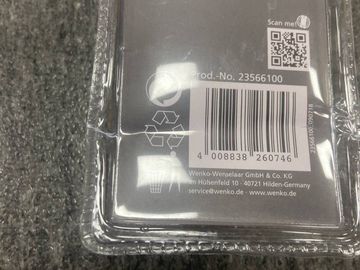 Scan me!
Prod.-No. 23566100
4 008838 260746
Wenko-Wenselaar GmbH & Co. KG
Im Hülsenfeld 10 · 40721 Hilden-Germany
service@wenko.de · www.wenko.de